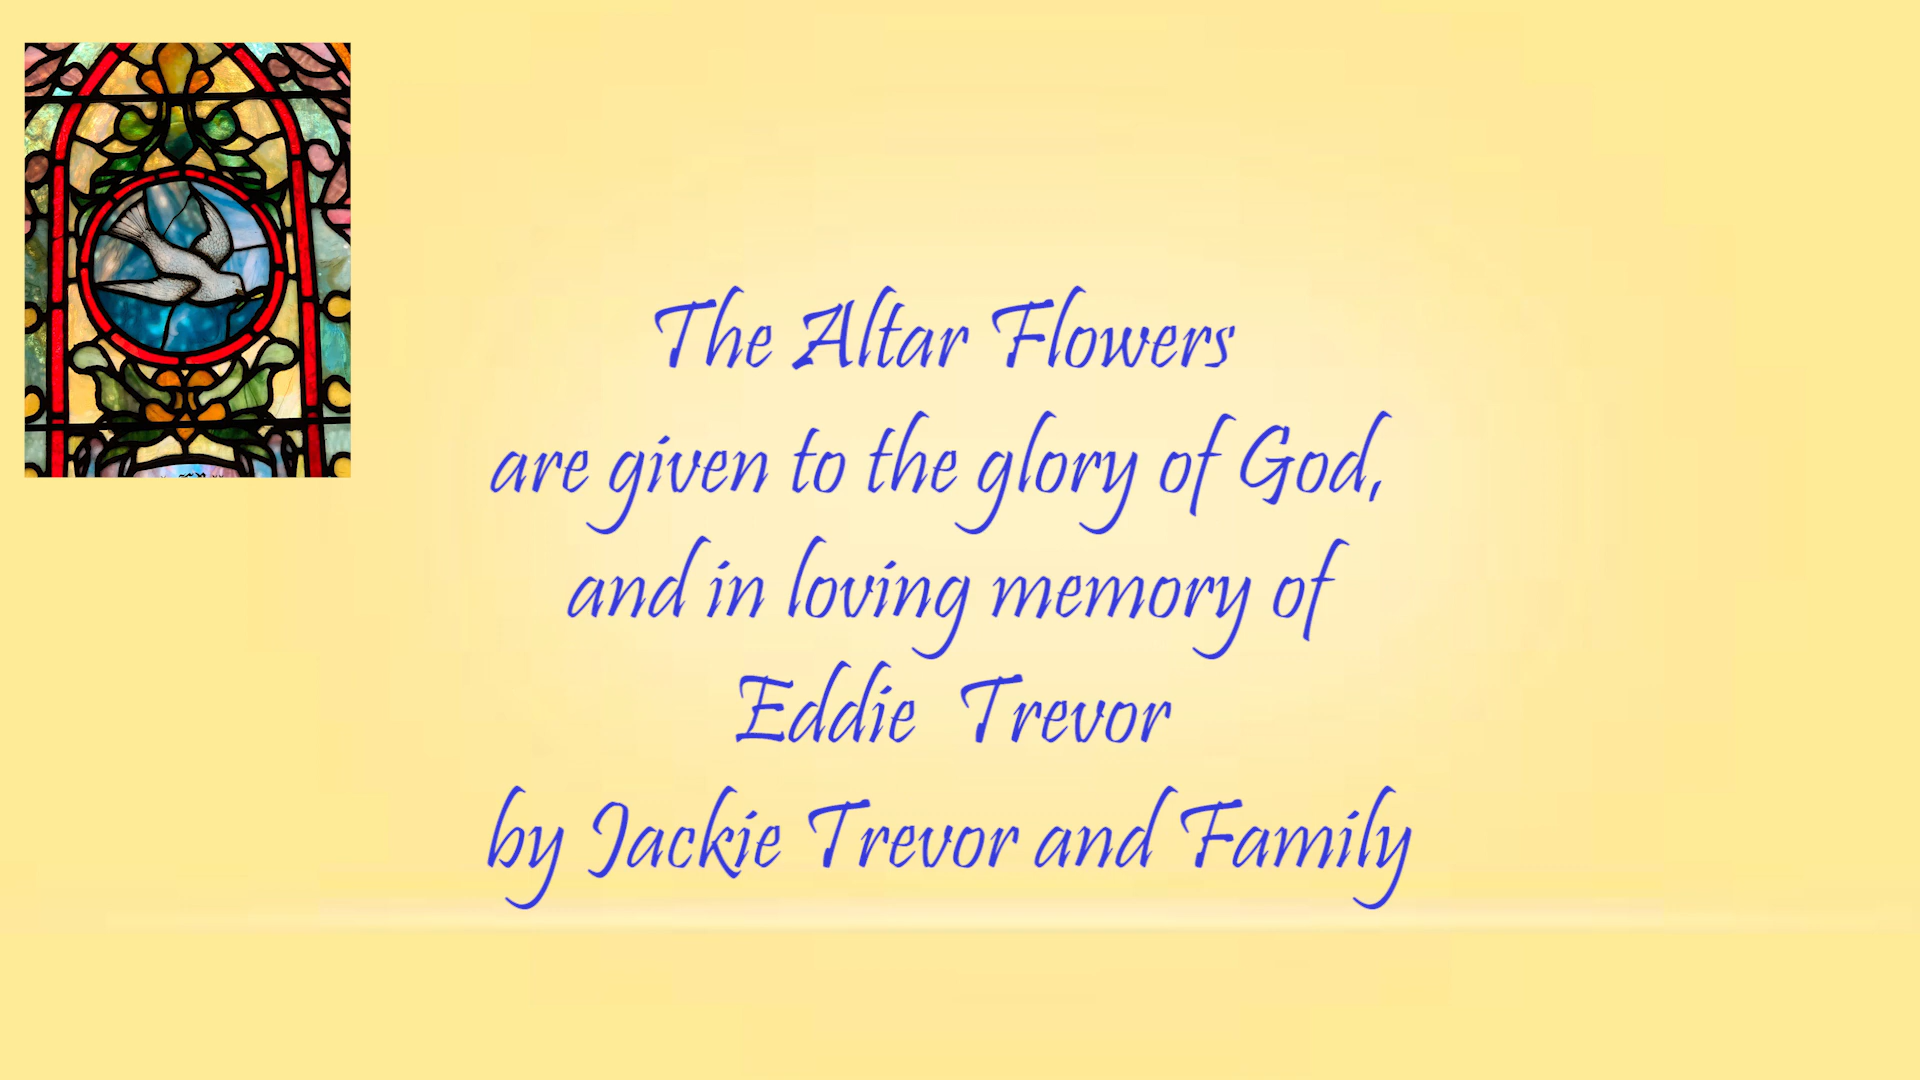 The Altar Flowers
are given to the glory of God,
and in loving memory of
Eddie Trevor
by Jackie Trevor and Family